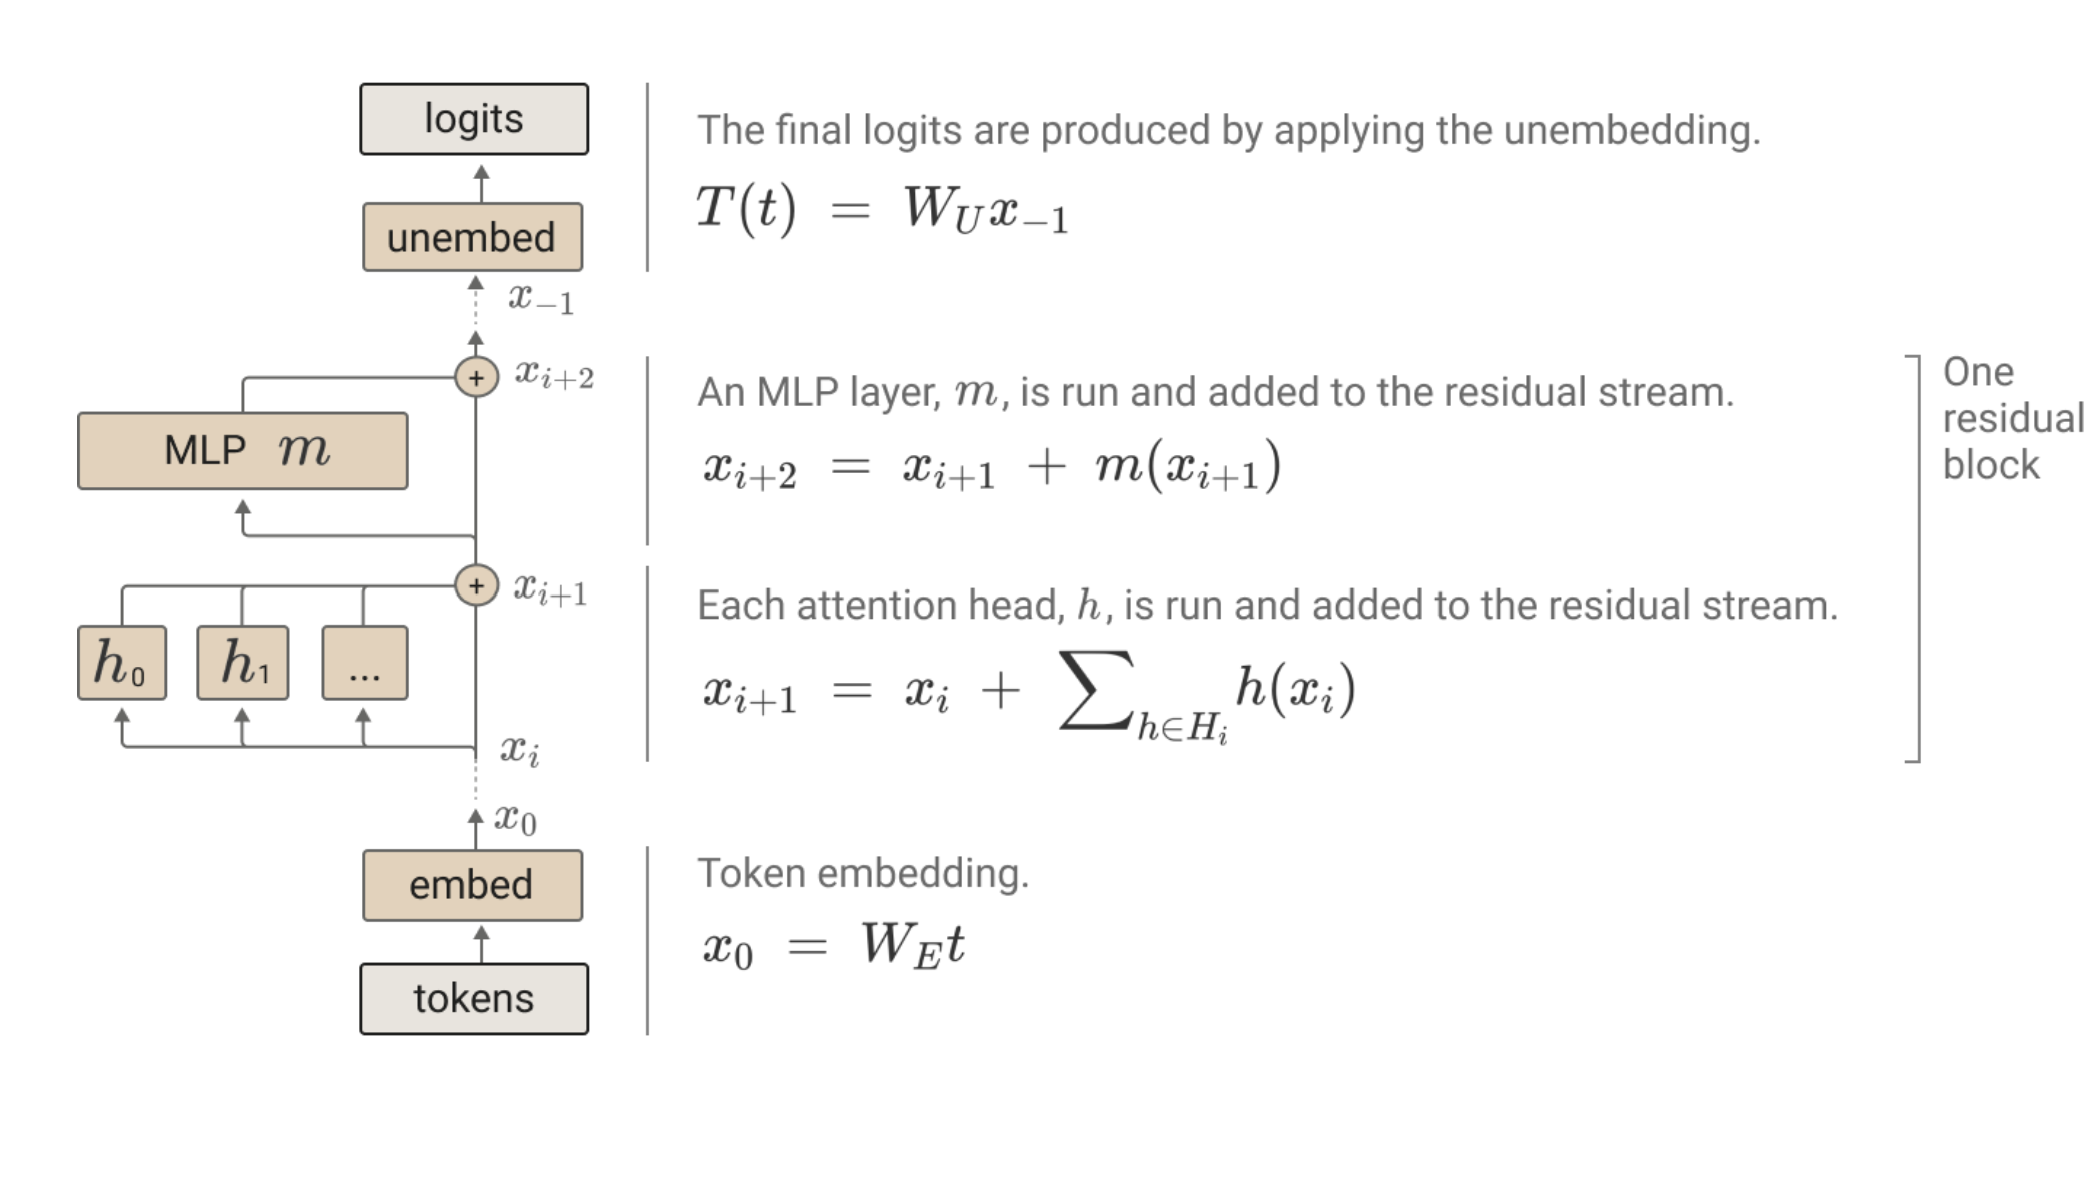 logits
The final logits are produced by applying the unembedding.
T(t) = W_U x_{−1}
unembed
x_{−1}
x_{i+2}
An MLP layer, m, is run and added to the residual stream.
x_{i+2} = x_{i+1} + m(x_{i+1})
MLP m
One
residual
block
x_{i+1}
Each attention head, h, is run and added to the residual stream.
x_{i+1} = x_i + ∑_{h∈H_i} h(x_i)
h_0 h_1 ...
x_i
x_0
embed
Token embedding.
x_0 = W_E t
tokens